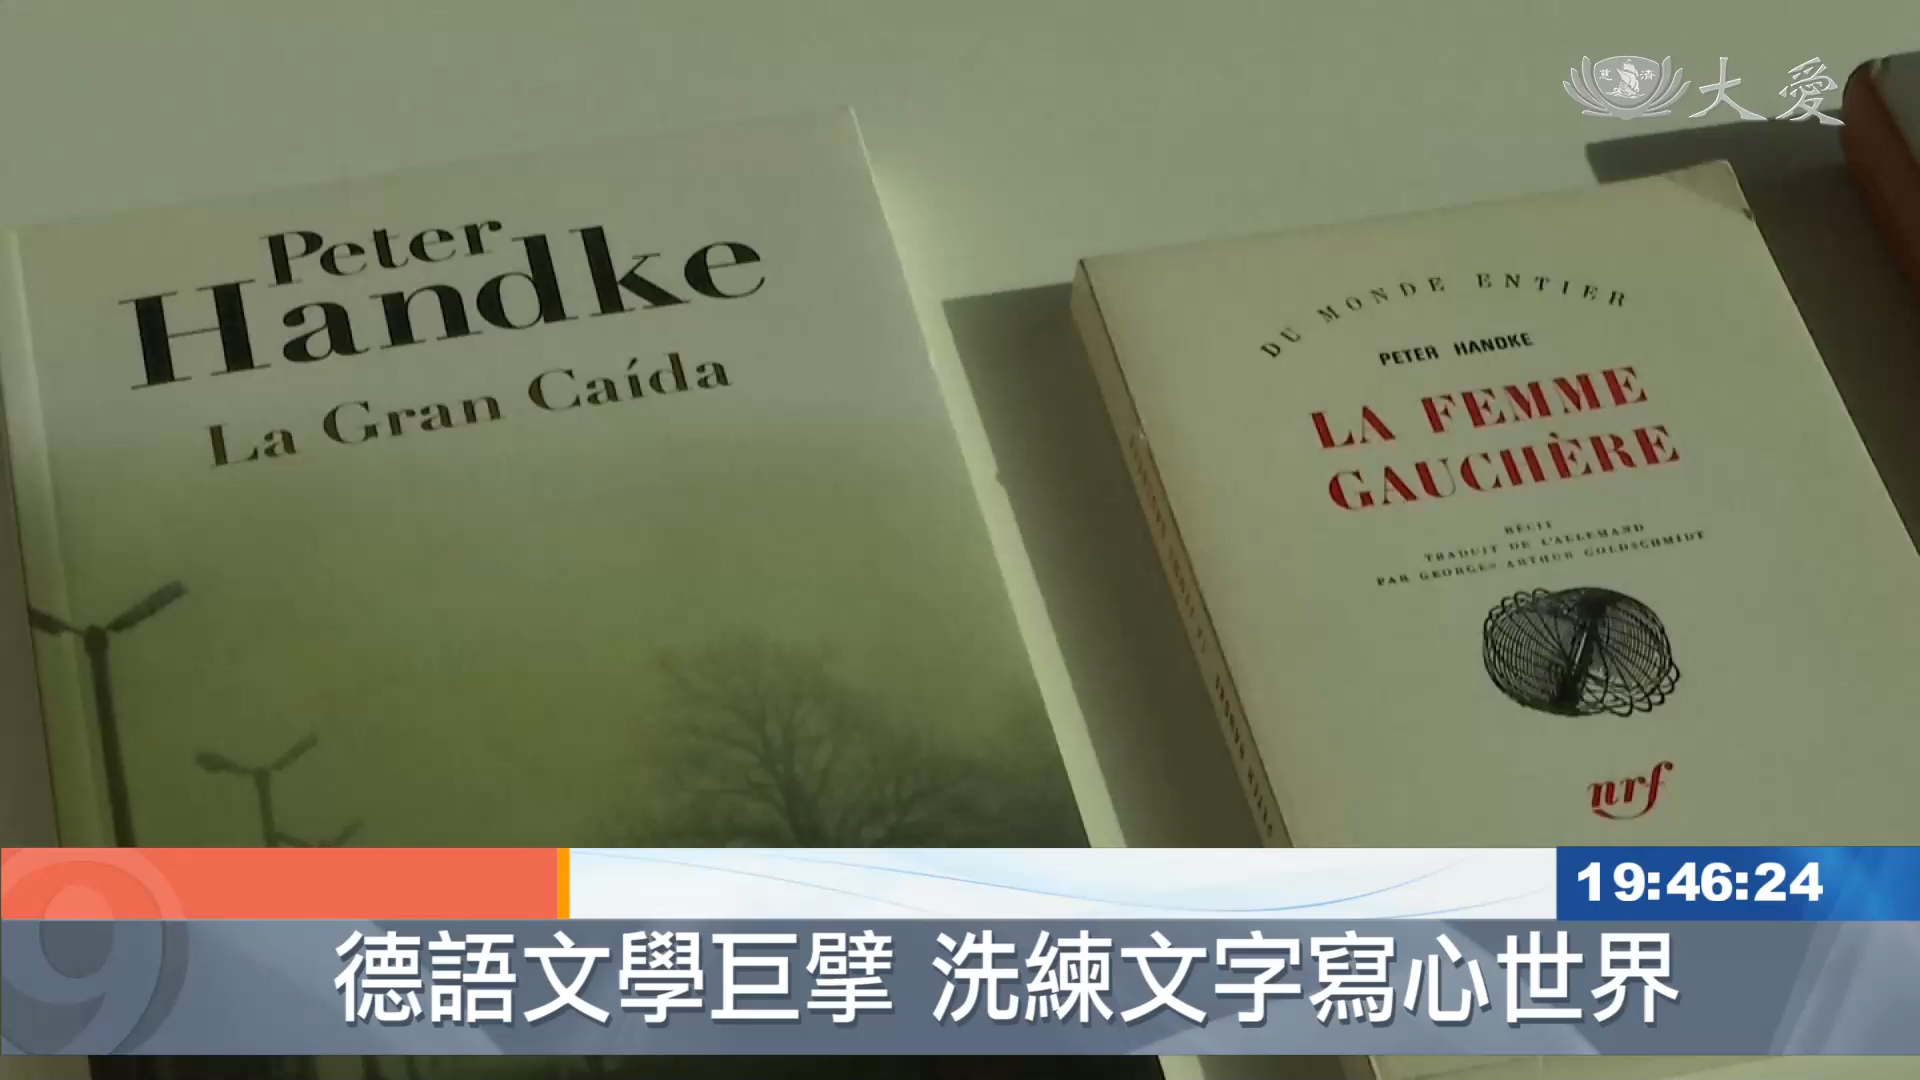 慈濟
大愛
Peter
Handke
La Gran Caída
DU MONDE ENTIER
PETER HANDKE
LA FEMME
GAUCHÈRE
RÉCIT
TRADUIT DE L'ALLEMAND
PAR GEORGES ARTHUR GOLDSCHMIDT
nrf
19:46:24
德語文學巨擘 洗練文字寫心世界